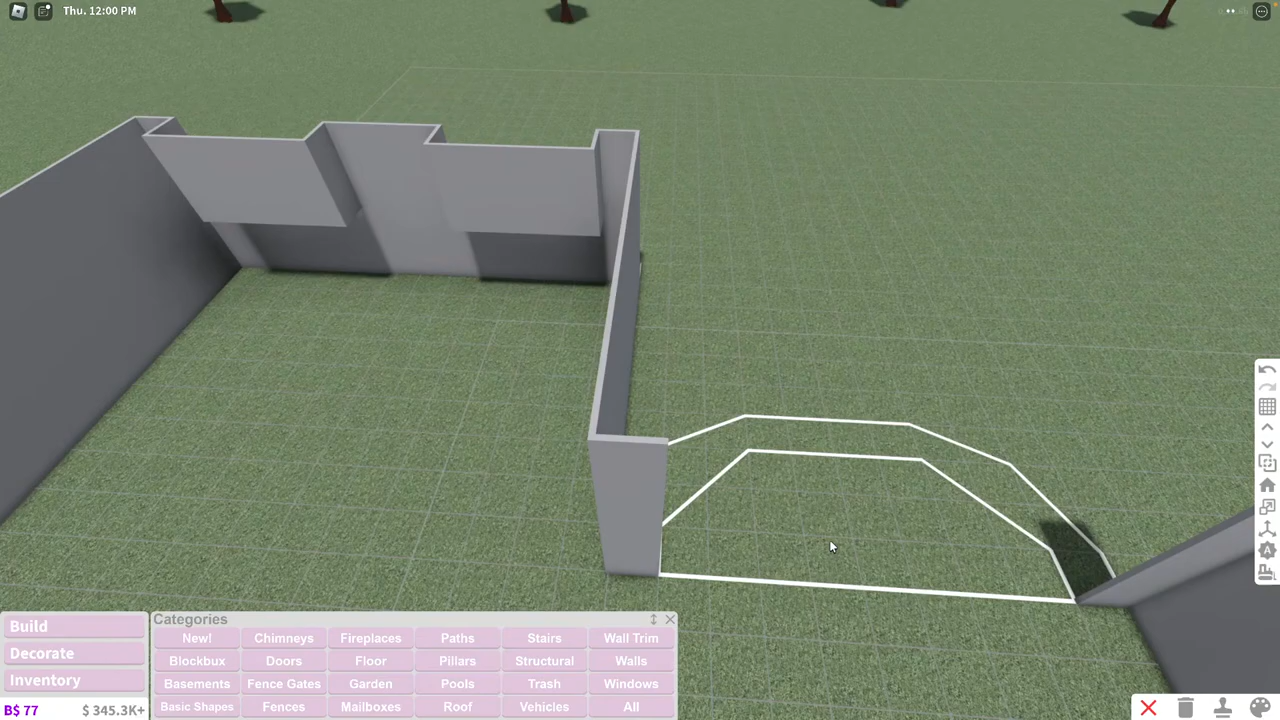 Thu. 12:00 PM
Categories
New! Chimneys Fireplaces Paths Stairs Wall Trim
Blockbux Doors Floor Pillars Structural Walls
Basements Fence Gates Garden Pools Trash Windows
Basic Shapes Fences Mailboxes Roof Vehicles All
Build
Decorate
Inventory
B$ 77 $ 345.3K+